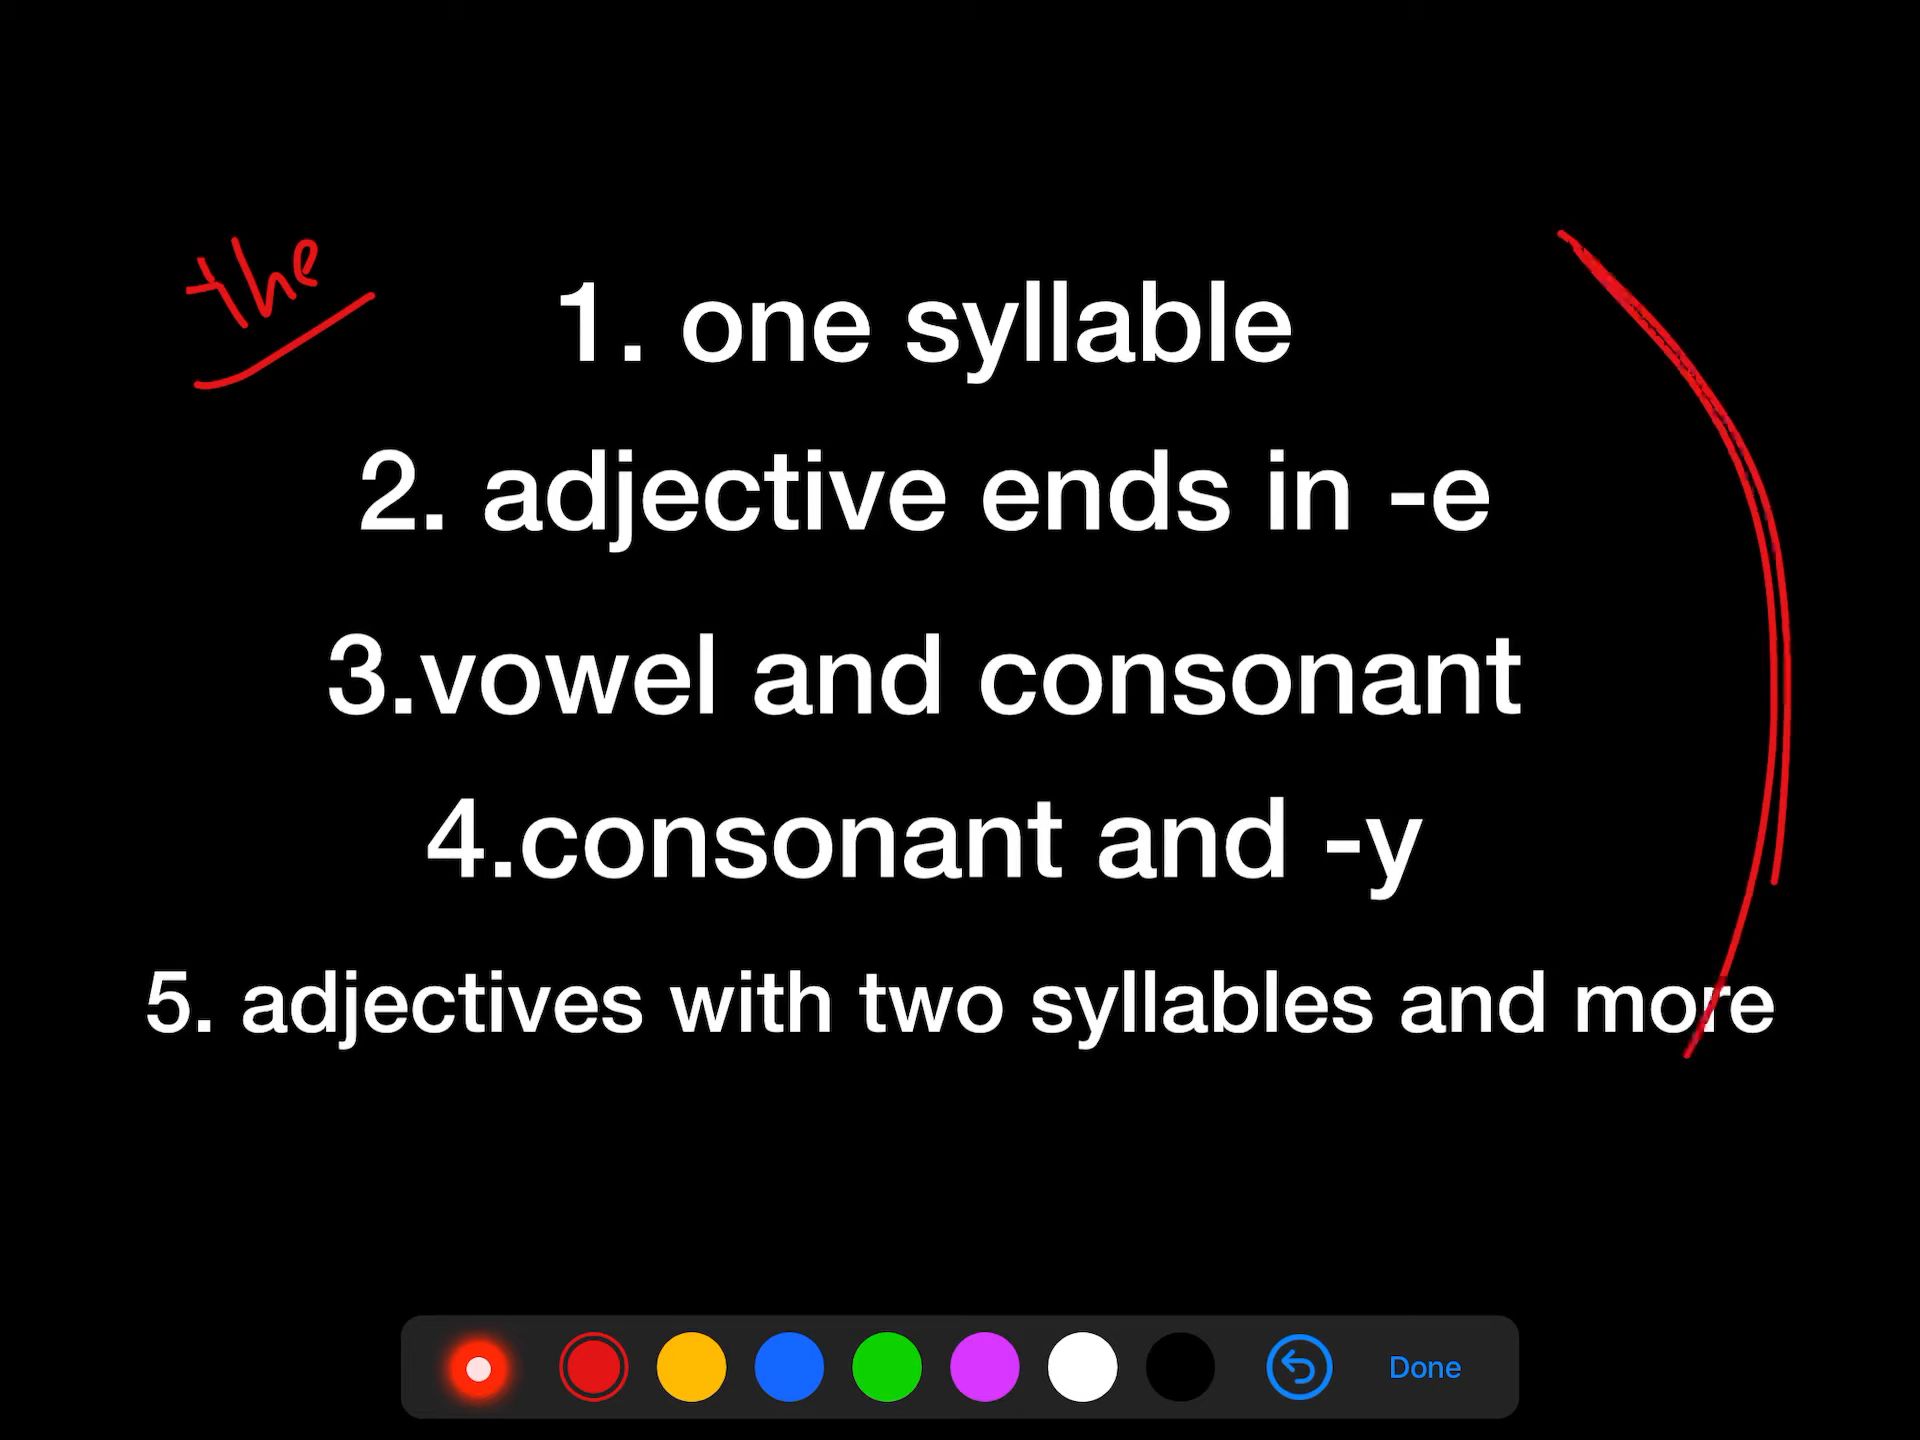 the
1. one syllable
2. adjective ends in -e
3.vowel and consonant
4.consonant and -y
5. adjectives with two syllables and more
Done